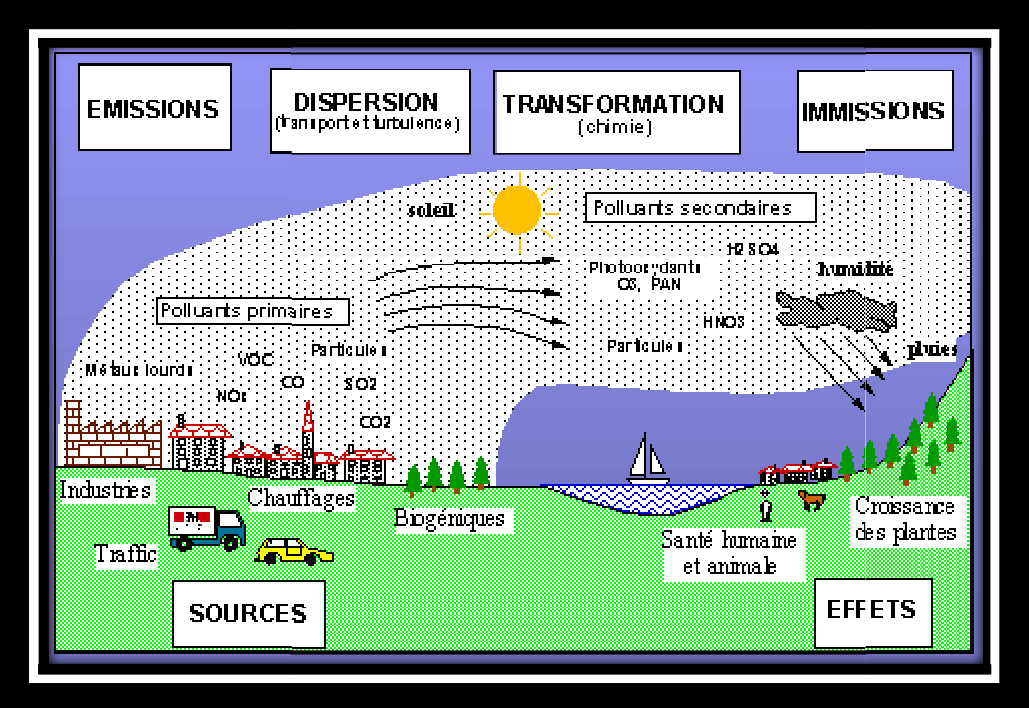 EMISSIONS
DISPERSION
(transport et turbulence)
TRANSFORMATION
(chimie)
IMMISSIONS
soleil
Polluants secondaires
H2SO4
Photooxydants
O3, PAN
humidité
Polluants primaires
HNO3
Particules
Particules
pluies
VOC
Métaux lourds
CO
SO2
NOx
CO2
Industries
Chauffages
Biogéniques
Croissance
des plantes
Traffic
Santé humaine
et animale
SOURCES
EFFETS